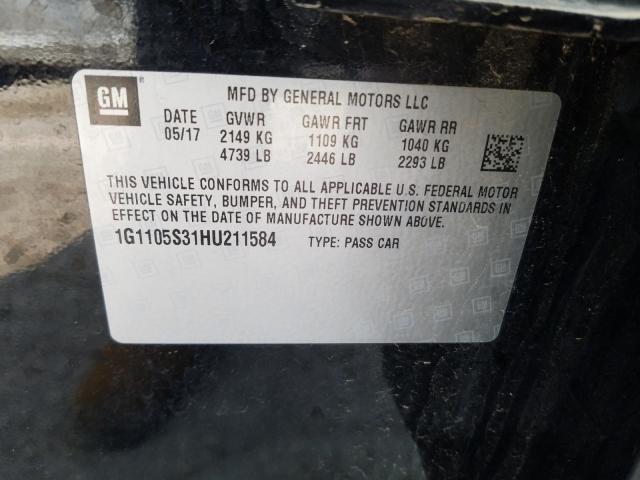 GM
MFD BY GENERAL MOTORS LLC
DATE GVWR GAWR FRT GAWR RR
05/17 2149 KG 1109 KG 1040 KG
4739 LB 2446 LB 2293 LB
THIS VEHICLE CONFORMS TO ALL APPLICABLE U.S. FEDERAL MOTOR
VEHICLE SAFETY, BUMPER, AND THEFT PREVENTION STANDARDS IN
EFFECT ON THE DATE OF MANUFACTURE SHOWN ABOVE.
1G1105S31HU211584 TYPE: PASS CAR